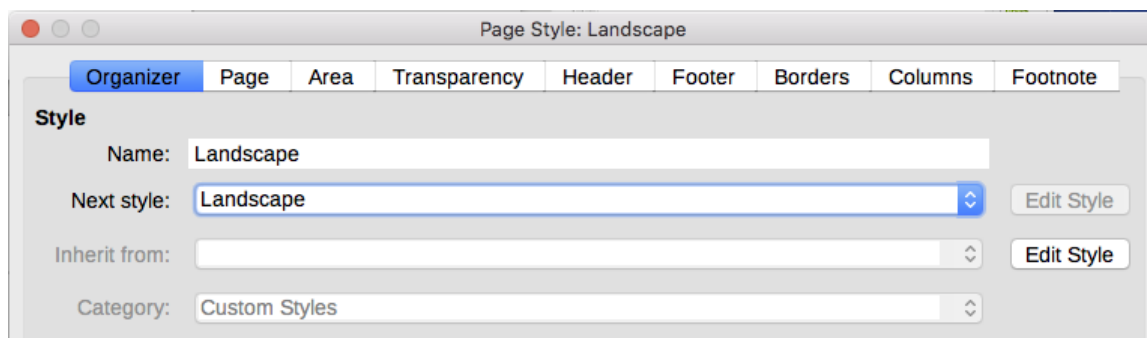 Page Style: Landscape
Organizer Page Area Transparency Header Footer Borders Columns Footnote
Style
Name: Landscape
Next style: Landscape Edit Style
Inherit from: Edit Style
Category: Custom Styles